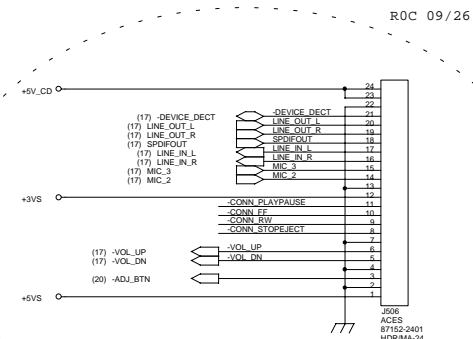 R0C 09/26
+5V_CD
24
23
22
(17) -DEVICE_DECT -DEVICE_DECT 21
(17) LINE_OUT_L LINE_OUT_L 20
(17) LINE_OUT_R LINE_OUT_R 19
(17) SPDIFOUT SPDIFOUT 18
(17) LINE_IN_L LINE_IN_L 17
(17) LINE_IN_R LINE_IN_R 16
(17) MIC_3 MIC_3 15
(17) MIC_2 MIC_2 14
13
+3VS 12
-CONN_PLAYPAUSE 11
-CONN_FF 10
-CONN_RW 9
-CONN_STOPEJECT 8
7
(17) -VOL_UP -VOL_UP 6
(17) -VOL_DN -VOL_DN 5
4
(20) -ADJ_BTN 3
2
+5VS 1
J506
ACES
87152-2401
HDR/MA-24